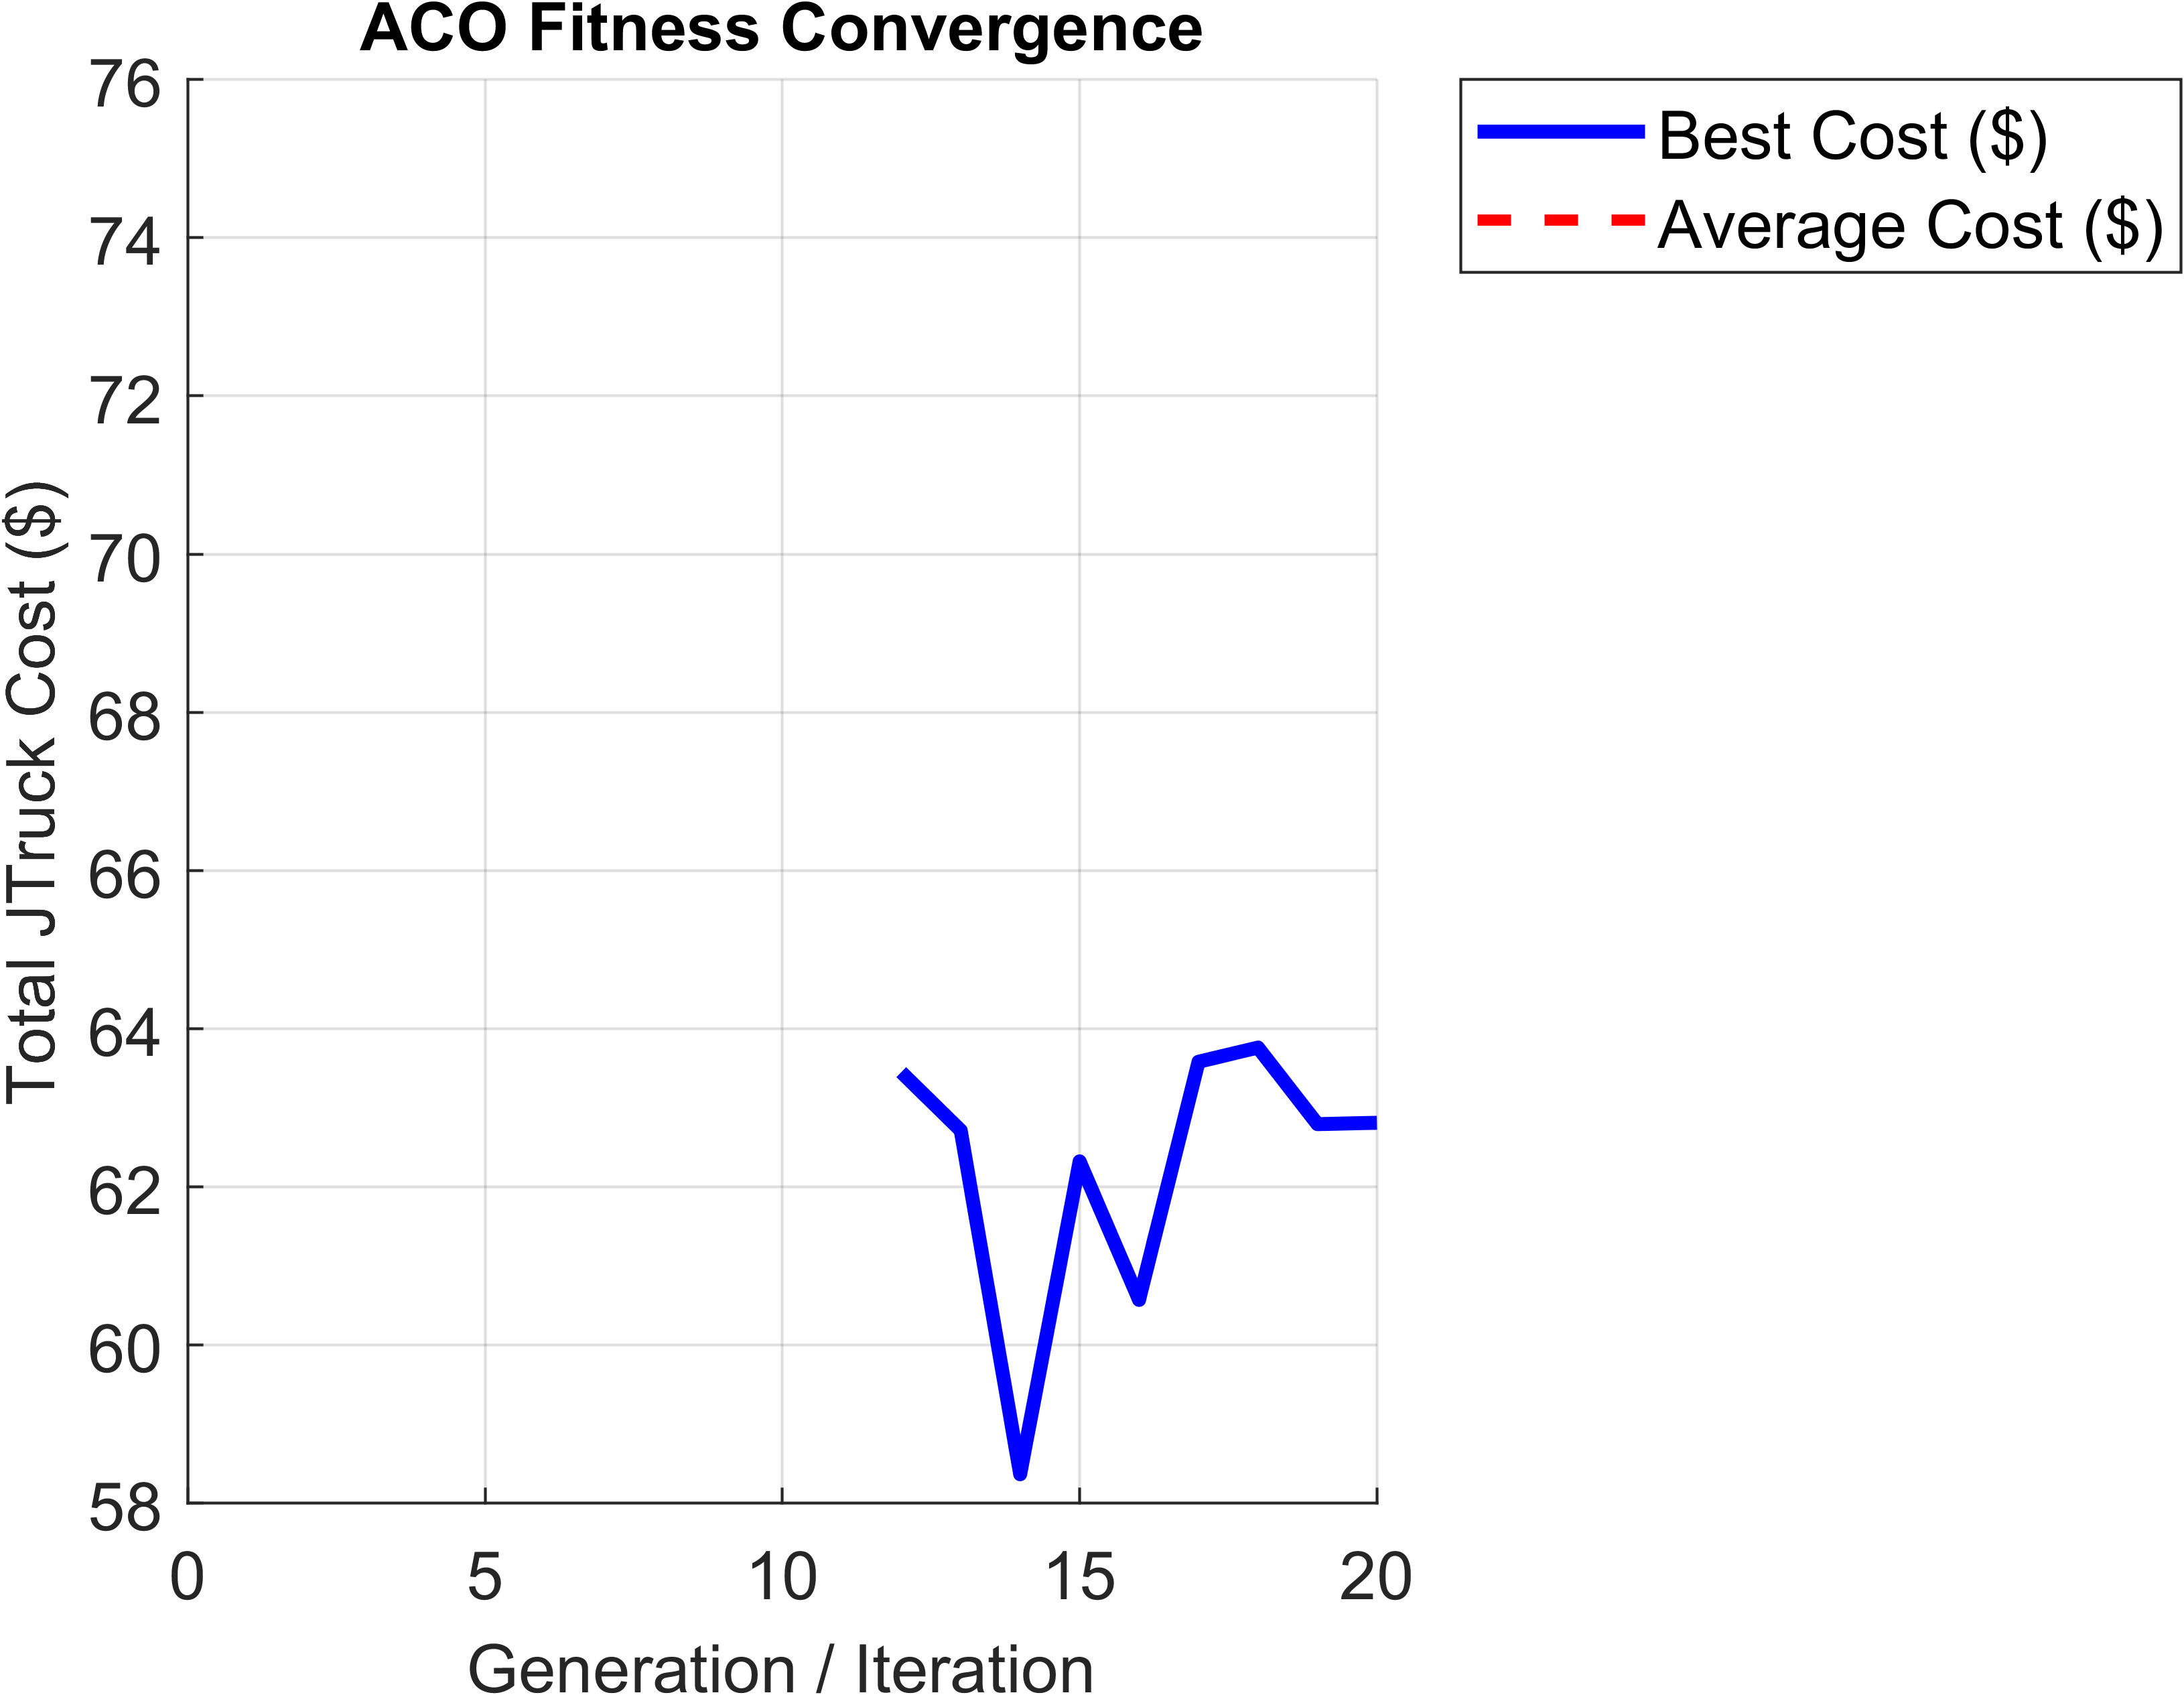 ACO Fitness Convergence
Best Cost ($)
Average Cost ($)
Total JTruck Cost ($)
76
74
72
70
68
66
64
62
60
58
0 5 10 15 20
Generation / Iteration